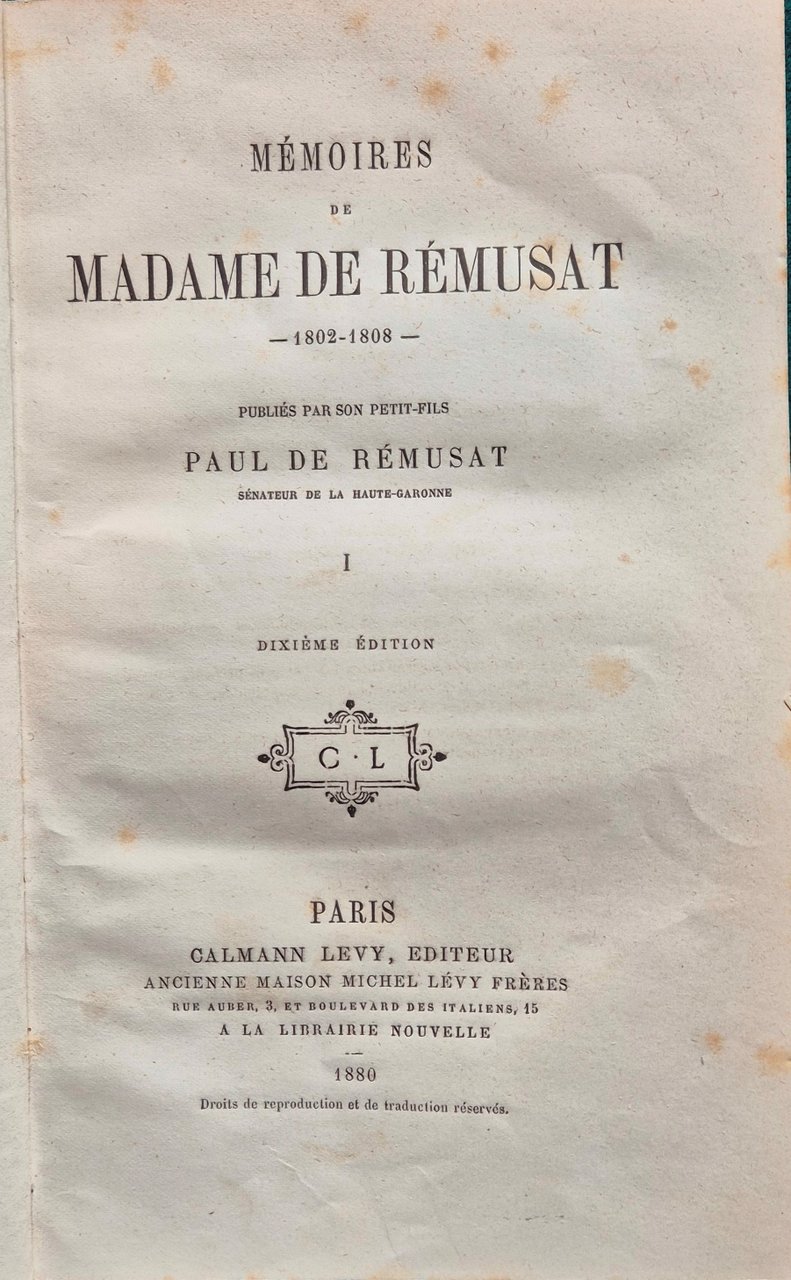 MÉMOIRES
DE
MADAME DE RÉMUSAT
— 1802-1808 —
PUBLIÉS PAR SON PETIT-FILS
PAUL DE RÉMUSAT
SÉNATEUR DE LA HAUTE-GARONNE
I
DIXIÈME ÉDITION
C · L
PARIS
CALMANN LEVY, EDITEUR
ANCIENNE MAISON MICHEL LÉVY FRÈRES
RUE AUBER, 3, ET BOULEVARD DES ITALIENS, 15
A LA LIBRAIRIE NOUVELLE
—
1880
Droits de reproduction et de traduction réservés.